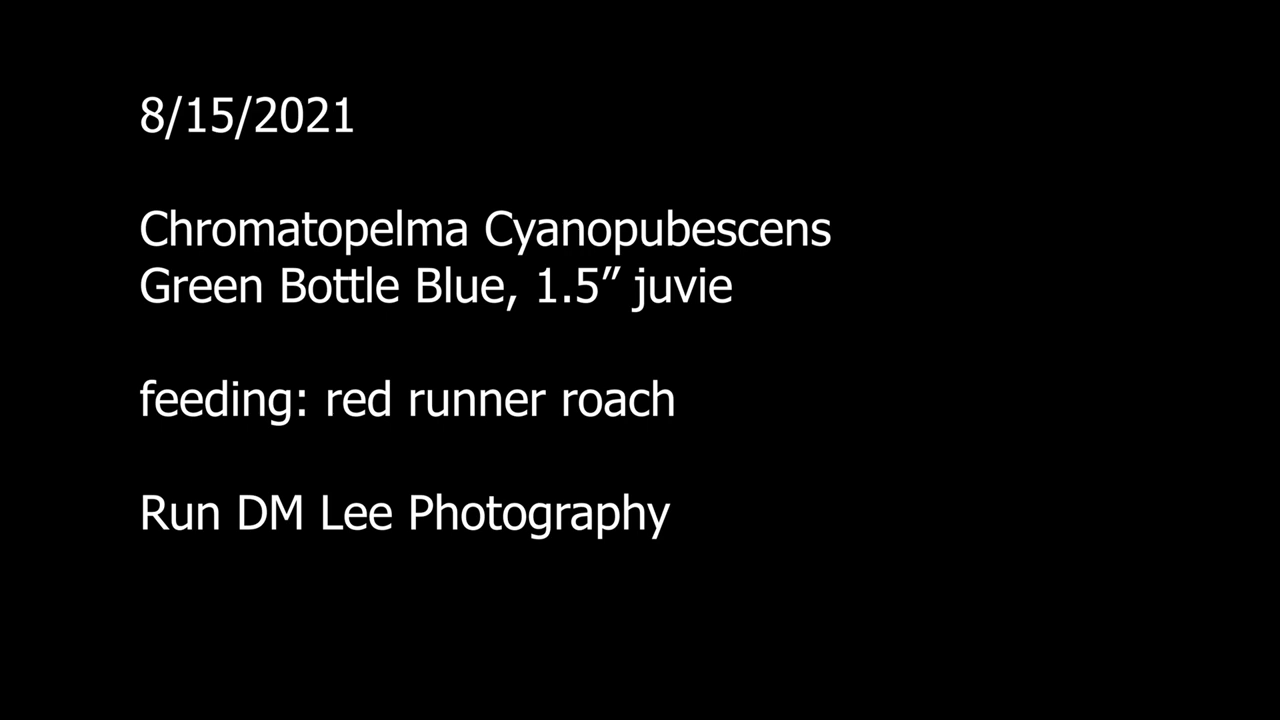 8/15/2021
Chromatopelma Cyanopubescens
Green Bottle Blue, 1.5” juvie
feeding: red runner roach
Run DM Lee Photography